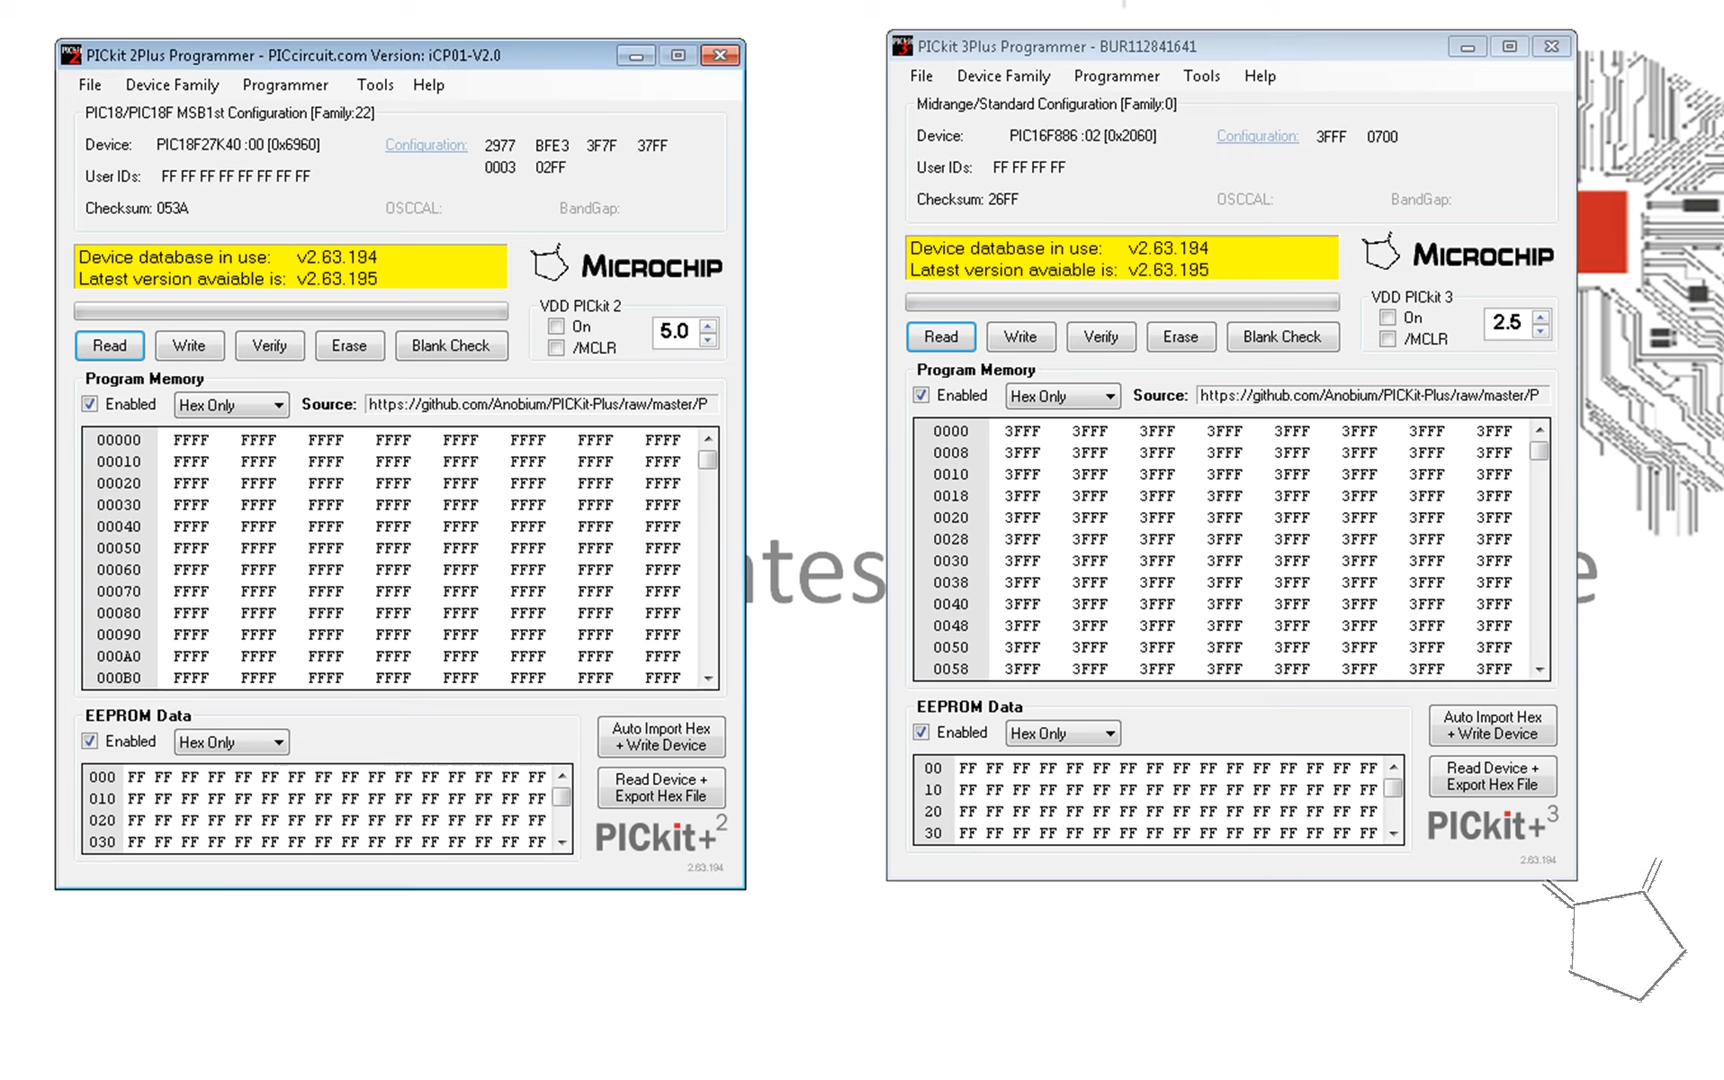 PICkit 2Plus Programmer - PICcircuit.com Version: iCP01-V2.0
File Device Family Programmer Tools Help
PIC18/PIC18F MSB1st Configuration [Family:22]
Device: PIC18F27K40 :00 [0x6960] Configuration: 2977 BFE3 3F7F 37FF
0003 02FF
User IDs: FF FF FF FF FF FF FF FF
Checksum: 053A OSCCAL: BandGap:
Device database in use: v2.63.194
Latest version avaiable is: v2.63.195
MICROCHIP
VDD PICkit 2
On
/MCLR
5.0
Read Write Verify Erase Blank Check
Program Memory
Enabled Hex Only Source: https://github.com/Anobium/PICKit-Plus/raw/master/P
00000 FFFF FFFF FFFF FFFF FFFF FFFF FFFF FFFF
00010 FFFF FFFF FFFF FFFF FFFF FFFF FFFF FFFF
00020 FFFF FFFF FFFF FFFF FFFF FFFF FFFF FFFF
00030 FFFF FFFF FFFF FFFF FFFF FFFF FFFF FFFF
00040 FFFF FFFF FFFF FFFF FFFF FFFF FFFF FFFF
00050 FFFF FFFF FFFF FFFF FFFF FFFF FFFF FFFF
00060 FFFF FFFF FFFF FFFF FFFF FFFF FFFF FFFF
00070 FFFF FFFF FFFF FFFF FFFF FFFF FFFF FFFF
00080 FFFF FFFF FFFF FFFF FFFF FFFF FFFF FFFF
00090 FFFF FFFF FFFF FFFF FFFF FFFF FFFF FFFF
000A0 FFFF FFFF FFFF FFFF FFFF FFFF FFFF FFFF
000B0 FFFF FFFF FFFF FFFF FFFF FFFF FFFF FFFF
EEPROM Data
Enabled Hex Only
000 FF FF FF FF FF FF FF FF FF FF FF FF FF FF FF FF
010 FF FF FF FF FF FF FF FF FF FF FF FF FF FF FF FF
020 FF FF FF FF FF FF FF FF FF FF FF FF FF FF FF FF
030 FF FF FF FF FF FF FF FF FF FF FF FF FF FF FF FF
Auto Import Hex
+ Write Device
Read Device +
Export Hex File
PICkit+2
2.63.194
PICkit 3Plus Programmer - BUR112841641
File Device Family Programmer Tools Help
Midrange/Standard Configuration [Family:0]
Device: PIC16F886 :02 [0x2060] Configuration: 3FFF 0700
User IDs: FF FF FF FF
Checksum: 26FF OSCCAL: BandGap:
Device database in use: v2.63.194
Latest version avaiable is: v2.63.195
MICROCHIP
VDD PICkit 3
On
/MCLR
2.5
Read Write Verify Erase Blank Check
Program Memory
Enabled Hex Only Source: https://github.com/Anobium/PICKit-Plus/raw/master/P
0000 3FFF 3FFF 3FFF 3FFF 3FFF 3FFF 3FFF 3FFF
0008 3FFF 3FFF 3FFF 3FFF 3FFF 3FFF 3FFF 3FFF
0010 3FFF 3FFF 3FFF 3FFF 3FFF 3FFF 3FFF 3FFF
0018 3FFF 3FFF 3FFF 3FFF 3FFF 3FFF 3FFF 3FFF
0020 3FFF 3FFF 3FFF 3FFF 3FFF 3FFF 3FFF 3FFF
0028 3FFF 3FFF 3FFF 3FFF 3FFF 3FFF 3FFF 3FFF
0030 3FFF 3FFF 3FFF 3FFF 3FFF 3FFF 3FFF 3FFF
0038 3FFF 3FFF 3FFF 3FFF 3FFF 3FFF 3FFF 3FFF
0040 3FFF 3FFF 3FFF 3FFF 3FFF 3FFF 3FFF 3FFF
0048 3FFF 3FFF 3FFF 3FFF 3FFF 3FFF 3FFF 3FFF
0050 3FFF 3FFF 3FFF 3FFF 3FFF 3FFF 3FFF 3FFF
0058 3FFF 3FFF 3FFF 3FFF 3FFF 3FFF 3FFF 3FFF
EEPROM Data
Enabled Hex Only
00 FF FF FF FF FF FF FF FF FF FF FF FF FF FF FF FF
10 FF FF FF FF FF FF FF FF FF FF FF FF FF FF FF FF
20 FF FF FF FF FF FF FF FF FF FF FF FF FF FF FF FF
30 FF FF FF FF FF FF FF FF FF FF FF FF FF FF FF FF
Auto Import Hex
+ Write Device
Read Device +
Export Hex File
PICkit+3
2.63.194